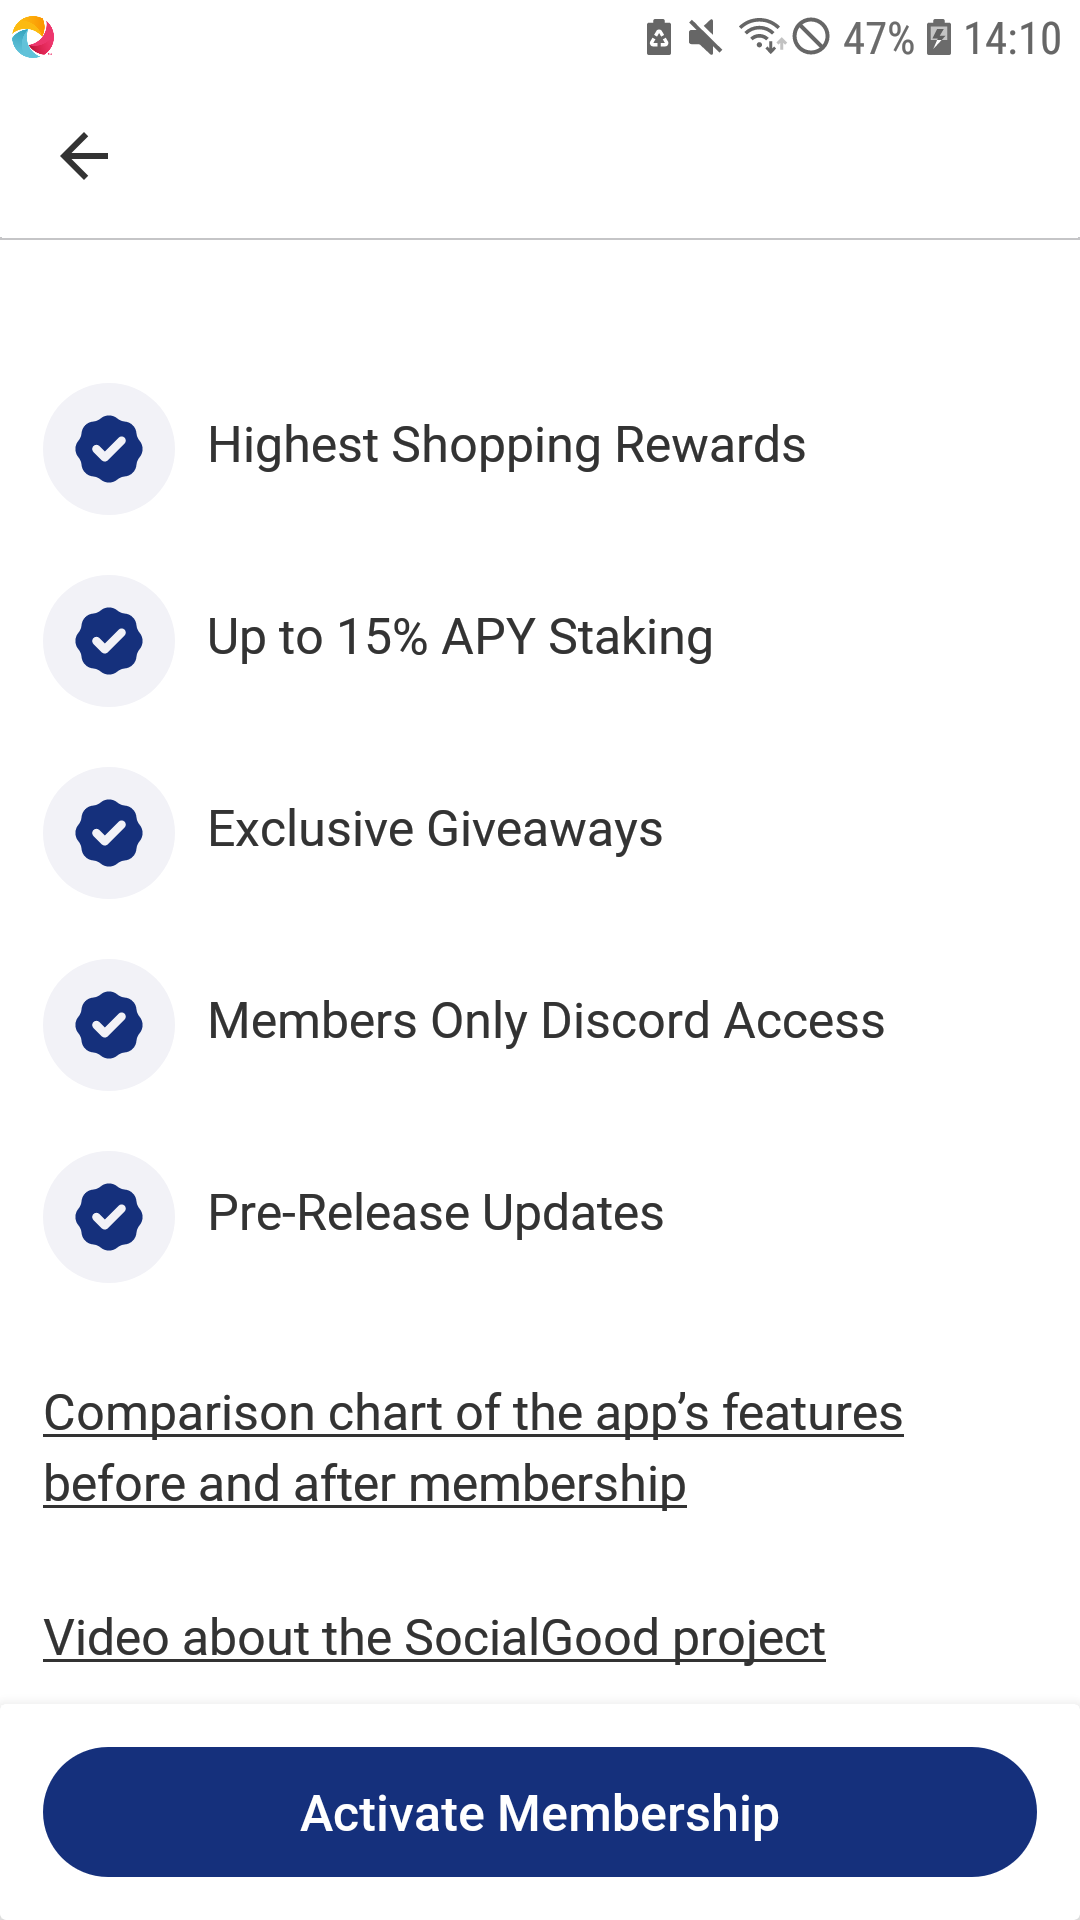 47% 14:10
Highest Shopping Rewards
Up to 15% APY Staking
Exclusive Giveaways
Members Only Discord Access
Pre-Release Updates
Comparison chart of the app’s features
before and after membership
Video about the SocialGood project
Activate Membership